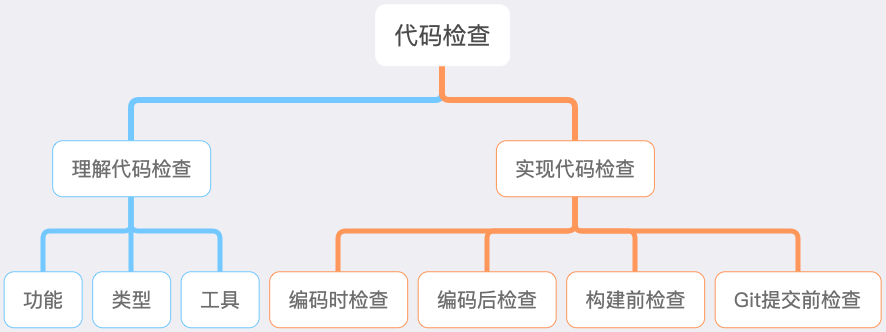 代码检查
理解代码检查
实现代码检查
功能
类型
工具
编码时检查
编码后检查
构建前检查
Git提交前检查